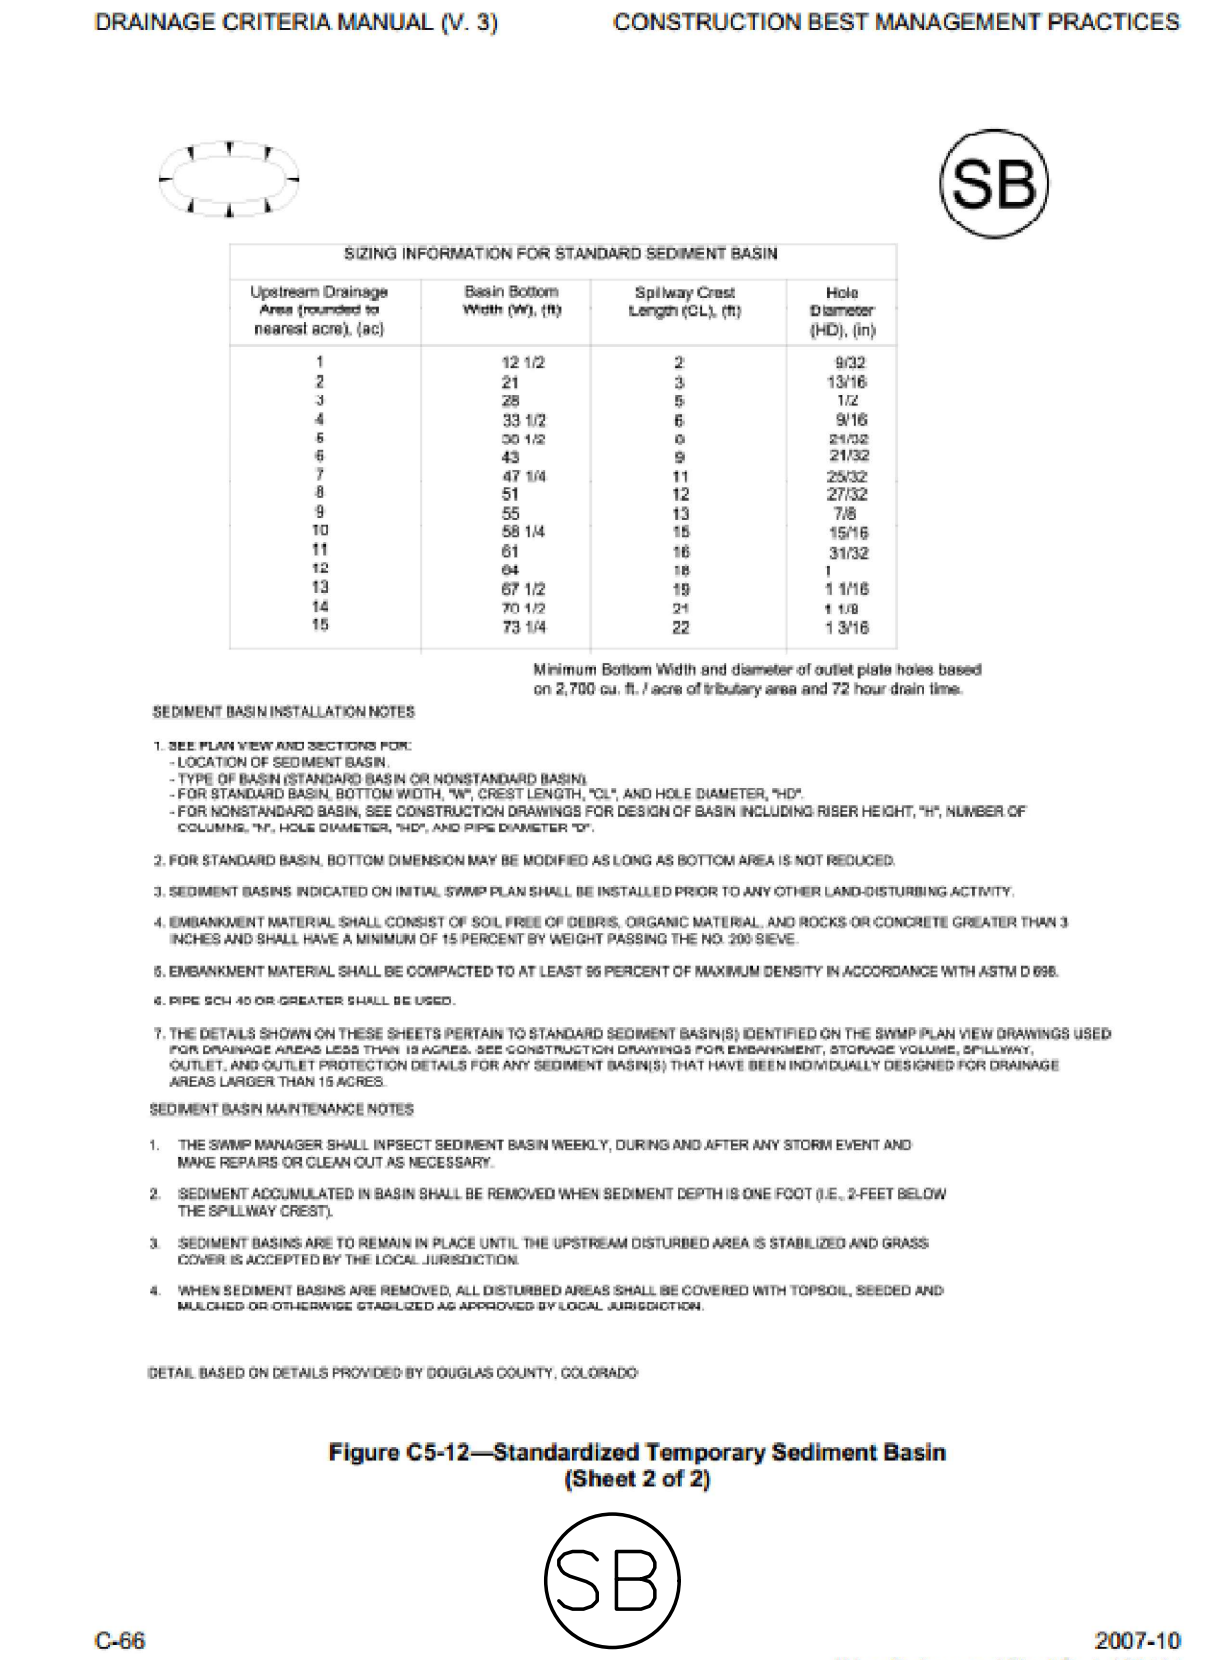 DRAINAGE CRITERIA MANUAL (V. 3) CONSTRUCTION BEST MANAGEMENT PRACTICES
SB
SIZING INFORMATION FOR STANDARD SEDIMENT BASIN
Upstream Drainage Area (rounded to nearest acre), (ac) Basin Bottom Width (W), (ft) Spillway Crest Length (CL), (ft) Hole Diameter (HD), (in)
1 12 1/2 2 9/32
2 21 3 13/16
3 28 5 1/2
4 33 1/2 6 9/16
5 38 1/2 8 21/32
6 43 9 21/32
7 47 1/4 11 25/32
8 51 12 27/32
9 55 13 7/8
10 58 1/4 15 15/16
11 61 16 31/32
12 64 18 1
13 67 1/2 19 1 1/16
14 70 1/2 21 1 1/8
15 73 1/4 22 1 3/16
Minimum Bottom Width and diameter of outlet plate holes based
on 2,700 cu. ft. / acre of tributary area and 72 hour drain time.
SEDIMENT BASIN INSTALLATION NOTES
1. SEE PLAN VIEW AND SECTIONS FOR:
- LOCATION OF SEDIMENT BASIN.
- TYPE OF BASIN (STANDARD BASIN OR NONSTANDARD BASIN).
- FOR STANDARD BASIN, BOTTOM WIDTH, "W", CREST LENGTH, "CL", AND HOLE DIAMETER, "HD".
- FOR NONSTANDARD BASIN, SEE CONSTRUCTION DRAWINGS FOR DESIGN OF BASIN INCLUDING RISER HEIGHT, "H", NUMBER OF
COLUMNS, "N", HOLE DIAMETER, "HD", AND PIPE DIAMETER "D".
2. FOR STANDARD BASIN, BOTTOM DIMENSION MAY BE MODIFIED AS LONG AS BOTTOM AREA IS NOT REDUCED.
3. SEDIMENT BASINS INDICATED ON INITIAL SWMP PLAN SHALL BE INSTALLED PRIOR TO ANY OTHER LAND-DISTURBING ACTIVITY.
4. EMBANKMENT MATERIAL SHALL CONSIST OF SOIL FREE OF DEBRIS, ORGANIC MATERIAL, AND ROCKS OR CONCRETE GREATER THAN 3
INCHES AND SHALL HAVE A MINIMUM OF 15 PERCENT BY WEIGHT PASSING THE NO. 200 SIEVE.
5. EMBANKMENT MATERIAL SHALL BE COMPACTED TO AT LEAST 95 PERCENT OF MAXIMUM DENSITY IN ACCORDANCE WITH ASTM D 698.
6. PIPE SCH 40 OR GREATER SHALL BE USED.
7. THE DETAILS SHOWN ON THESE SHEETS PERTAIN TO STANDARD SEDIMENT BASIN(S) IDENTIFIED ON THE SWMP PLAN VIEW DRAWINGS USED
FOR DRAINAGE AREAS LESS THAN 15 ACRES. SEE CONSTRUCTION DRAWINGS FOR EMBANKMENT, STORAGE VOLUME, SPILLWAY,
OUTLET, AND OUTLET PROTECTION DETAILS FOR ANY SEDIMENT BASIN(S) THAT HAVE BEEN INDIVIDUALLY DESIGNED FOR DRAINAGE
AREAS LARGER THAN 15 ACRES.
SEDIMENT BASIN MAINTENANCE NOTES
1. THE SWMP MANAGER SHALL INPSECT SEDIMENT BASIN WEEKLY, DURING AND AFTER ANY STORM EVENT AND
MAKE REPAIRS OR CLEAN OUT AS NECESSARY.
2. SEDIMENT ACCUMULATED IN BASIN SHALL BE REMOVED WHEN SEDIMENT DEPTH IS ONE FOOT (I.E., 2-FEET BELOW
THE SPILLWAY CREST).
3. SEDIMENT BASINS ARE TO REMAIN IN PLACE UNTIL THE UPSTREAM DISTURBED AREA IS STABILIZED AND GRASS
COVER IS ACCEPTED BY THE LOCAL JURISDICTION.
4. WHEN SEDIMENT BASINS ARE REMOVED, ALL DISTURBED AREAS SHALL BE COVERED WITH TOPSOIL, SEEDED AND
MULCHED OR OTHERWISE STABILIZED AS APPROVED BY LOCAL JURISDICTION.
DETAIL BASED ON DETAILS PROVIDED BY DOUGLAS COUNTY, COLORADO
Figure C5-12—Standardized Temporary Sediment Basin
(Sheet 2 of 2)
SB
C-66 2007-10